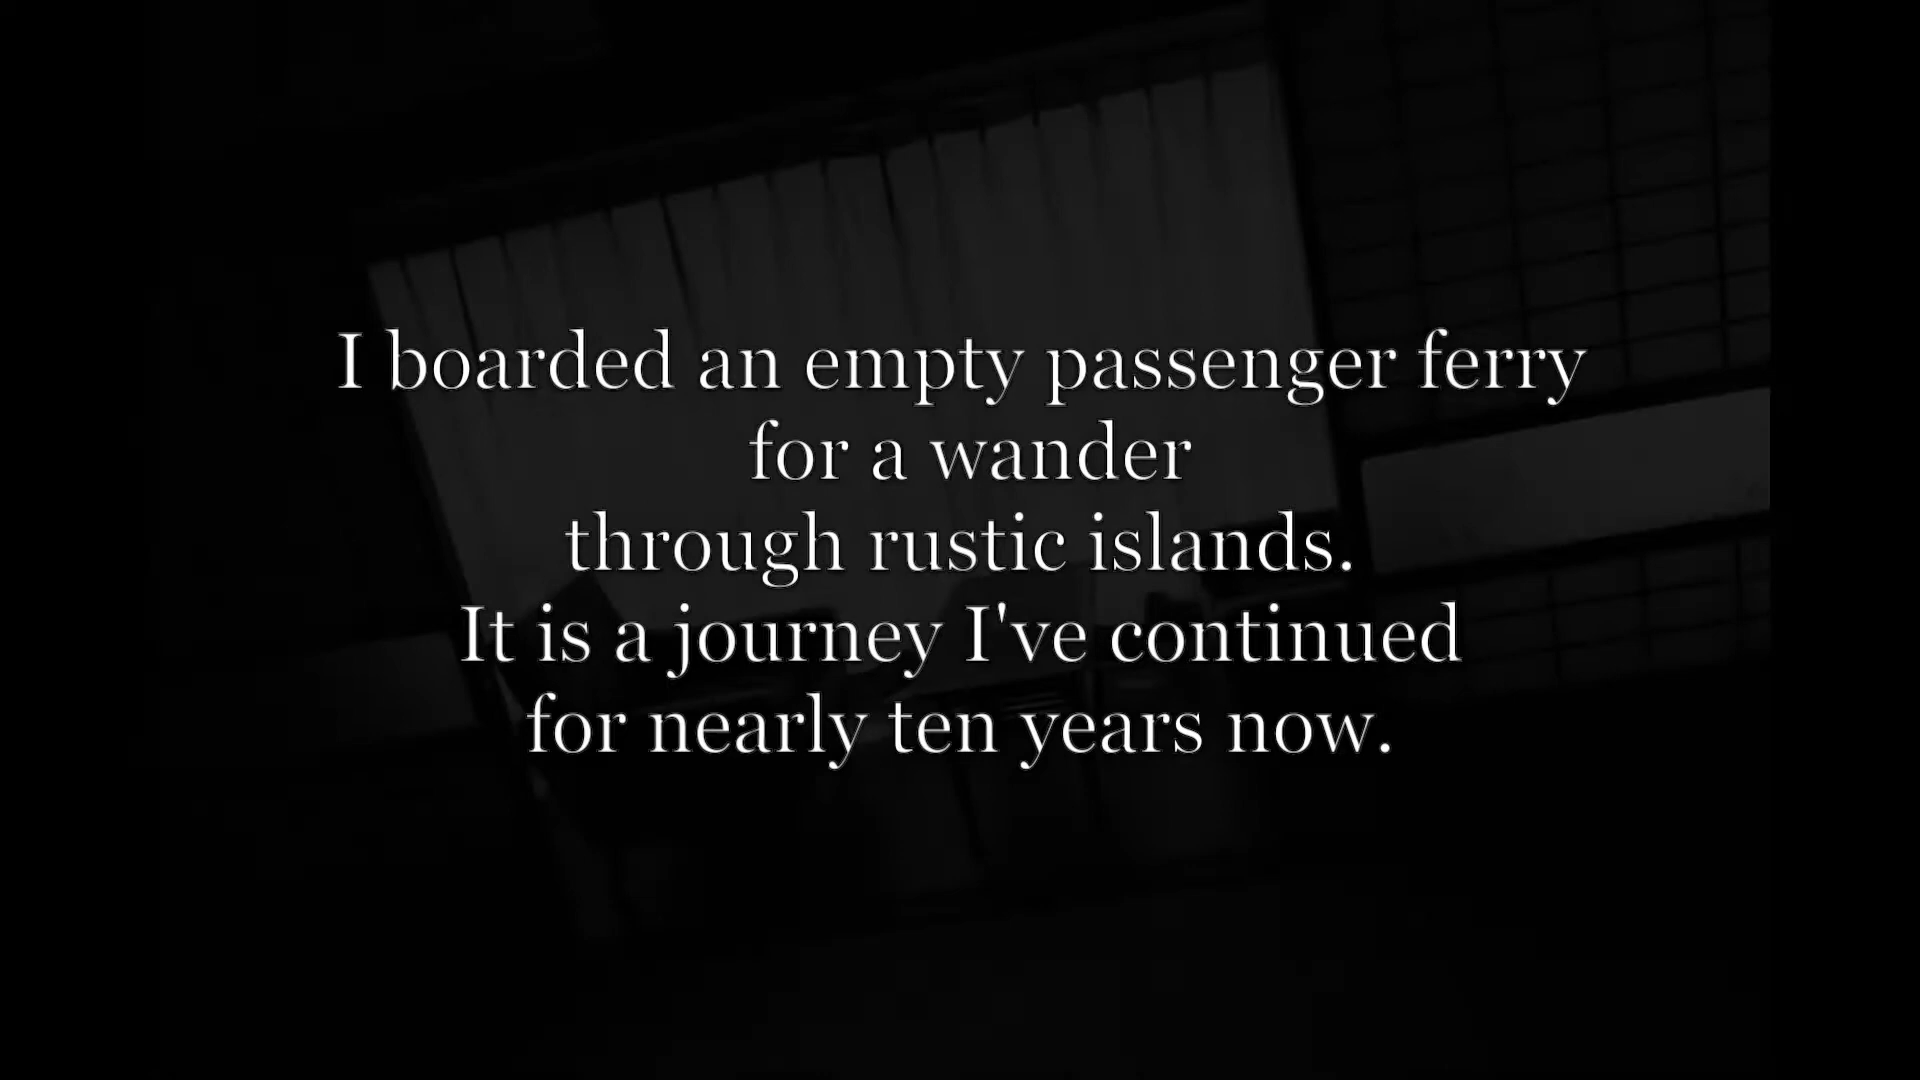 I boarded an empty passenger ferry
for a wander
through rustic islands.
It is a journey I've continued
for nearly ten years now.